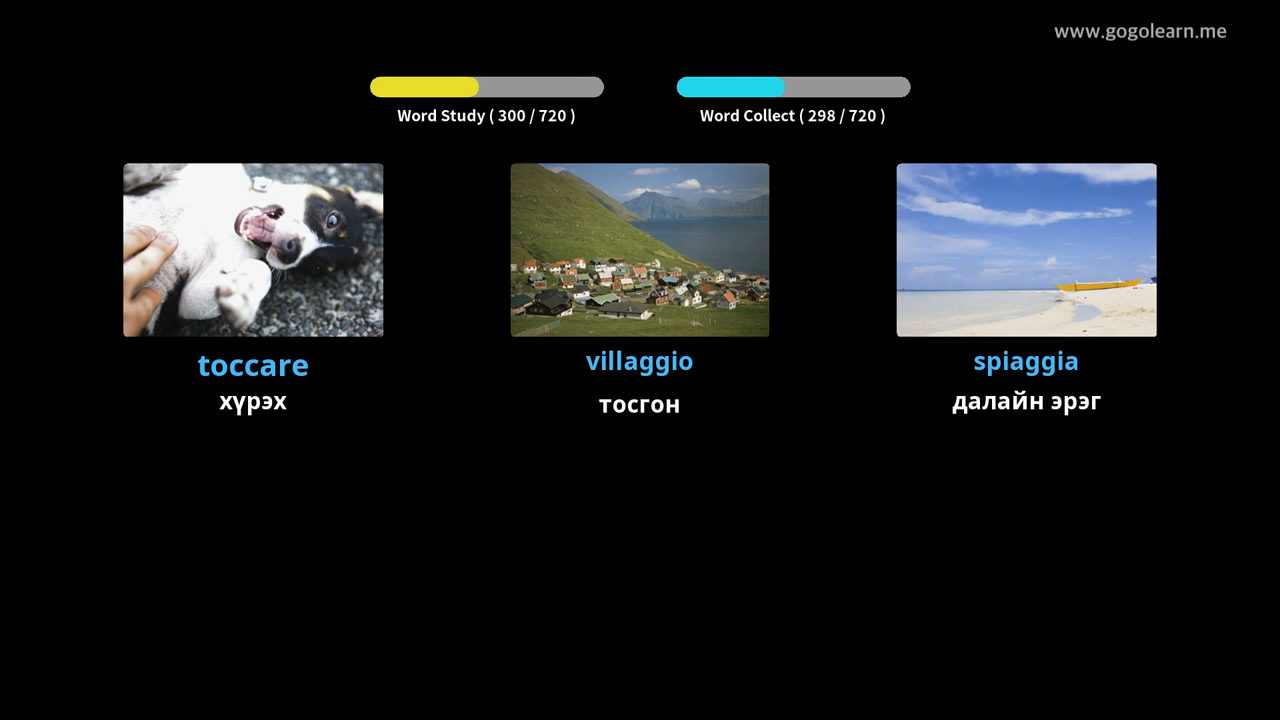 www.gogolearn.me
Word Study ( 300 / 720 )
Word Collect ( 298 / 720 )
toccare
хүрэх
villaggio
тосгон
spiaggia
далайн эрэг